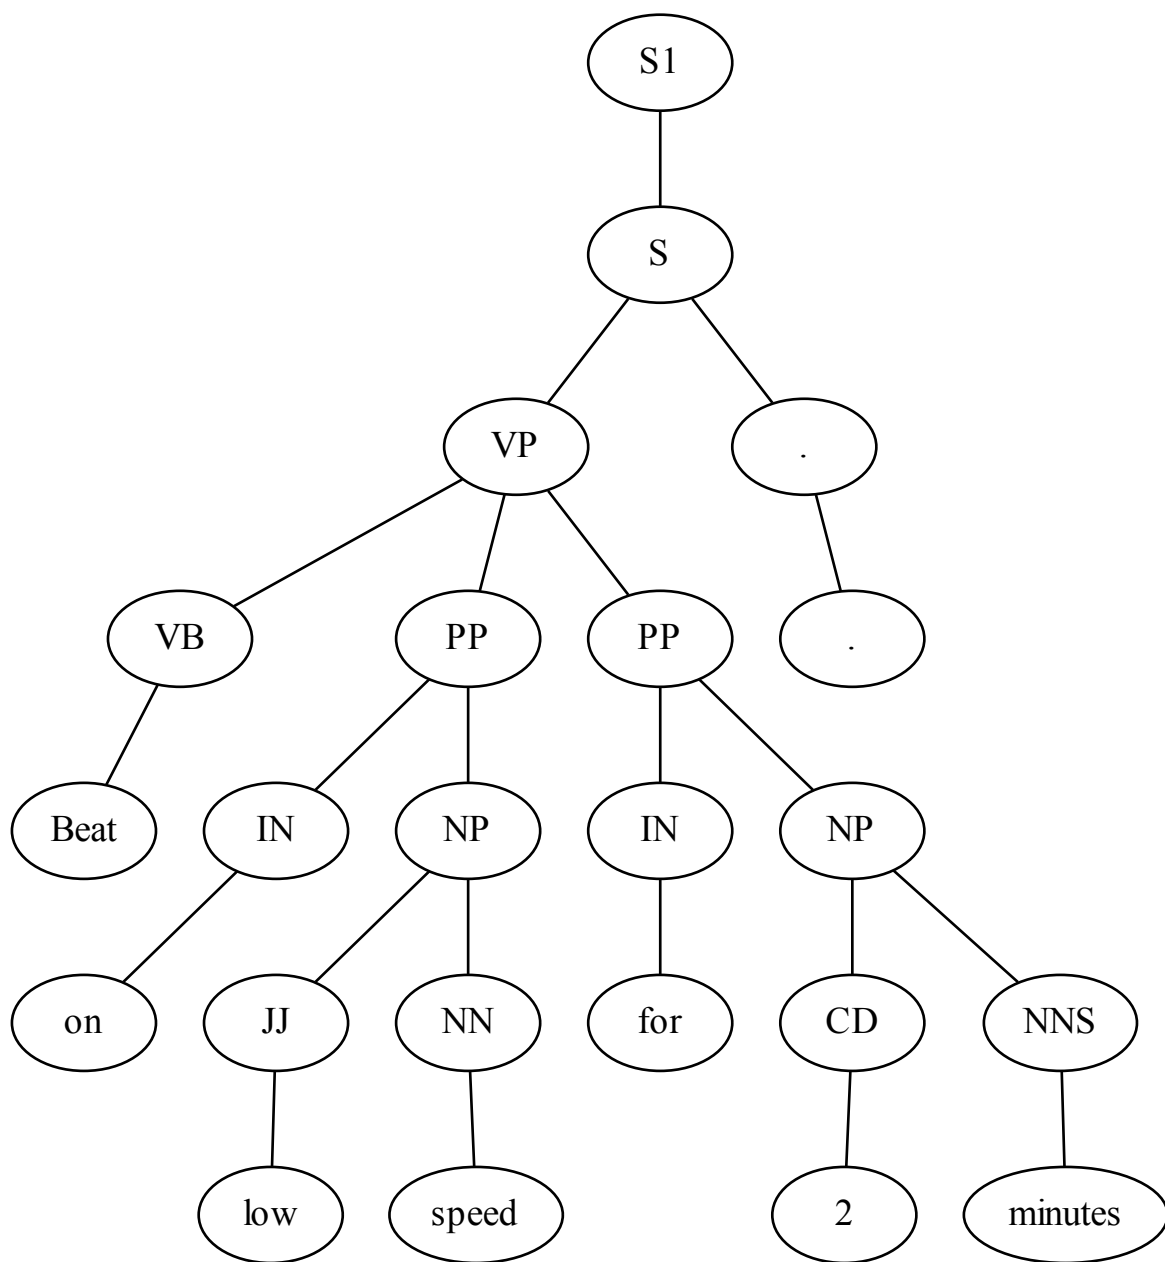 S1
S
VP .
VB PP PP .
Beat IN NP IN NP
on JJ NN for CD NNS
low speed 2 minutes